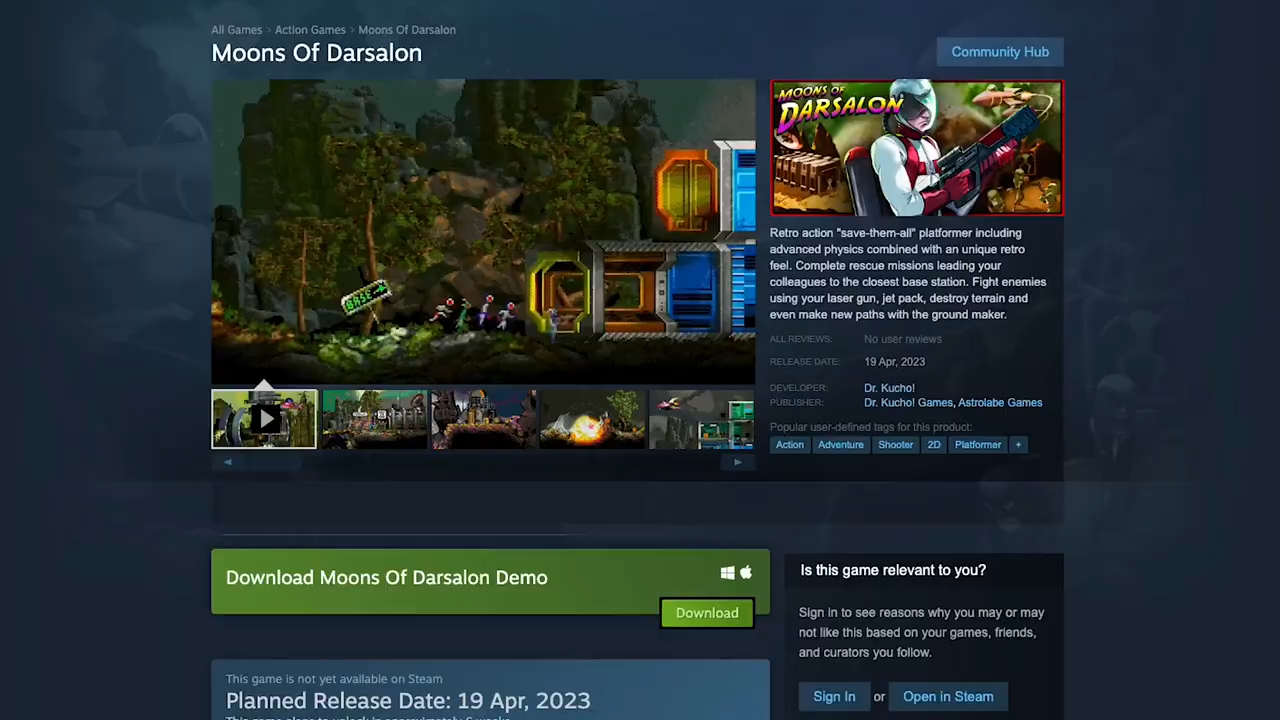 All Games > Action Games > Moons Of Darsalon
Moons Of Darsalon
Community Hub
BASE
MOONS OF
DARSALON
Retro action "save-them-all" platformer including
advanced physics combined with an unique retro
feel. Complete rescue missions leading your
colleagues to the closest base station. Fight enemies
using your laser gun, jet pack, destroy terrain and
even make new paths with the ground maker.
ALL REVIEWS: No user reviews
RELEASE DATE: 19 Apr, 2023
DEVELOPER: Dr. Kucho!
PUBLISHER: Dr. Kucho! Games, Astrolabe Games
Popular user-defined tags for this product:
Action Adventure Shooter 2D Platformer +
Download Moons Of Darsalon Demo
Download
Is this game relevant to you?
Sign in to see reasons why you may or may
not like this based on your games, friends,
and curators you follow.
Sign In or Open in Steam
This game is not yet available on Steam
Planned Release Date: 19 Apr, 2023